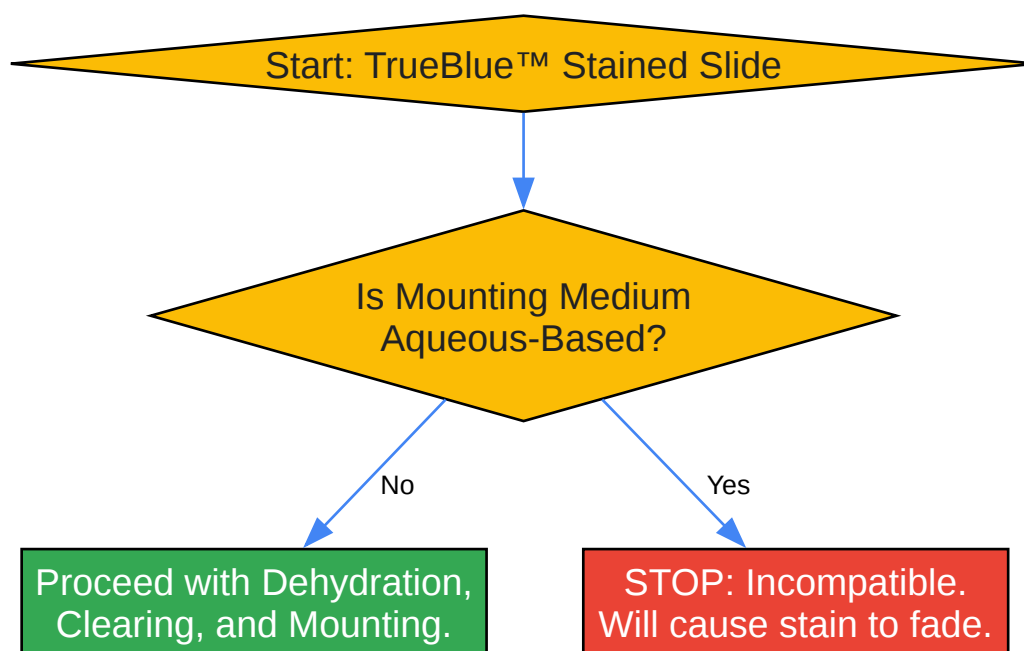 Start: TrueBlue™ Stained Slide
Is Mounting Medium
Aqueous-Based?
No
Yes
Proceed with Dehydration,
Clearing, and Mounting.
STOP: Incompatible.
Will cause stain to fade.